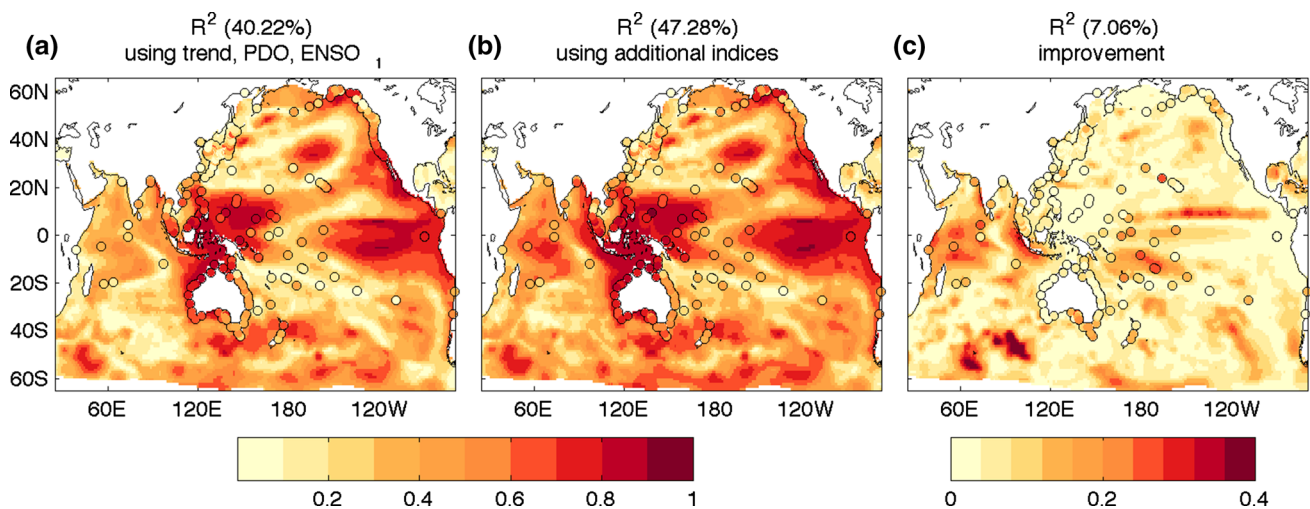 R² (40.22%)
(a) using trend, PDO, ENSO ₁
R² (47.28%)
(b) using additional indices
R² (7.06%)
(c) improvement
60N
40N
20N
0
20S
40S
60S
60E 120E 180 120W
60E 120E 180 120W
60E 120E 180 120W
0.2 0.4 0.6 0.8 1
0 0.2 0.4